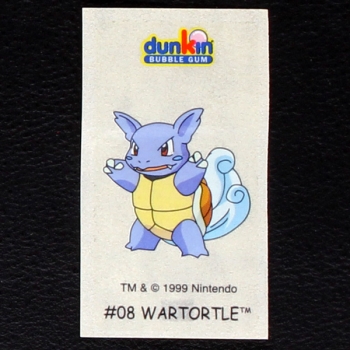 dunkin
BUBBLE GUM
TM & © 1999 Nintendo
#08 WARTORTLE™